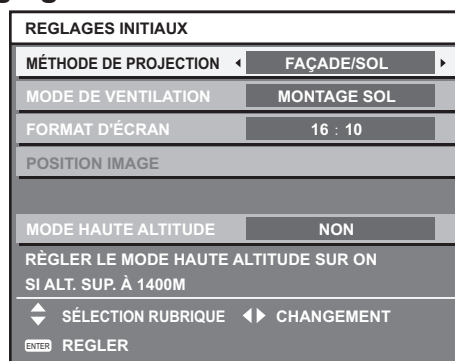 REGLAGES INITIAUX
MÉTHODE DE PROJECTION FAÇADE/SOL
MODE DE VENTILATION MONTAGE SOL
FORMAT D'ÉCRAN 16 : 10
POSITION IMAGE
MODE HAUTE ALTITUDE NON
RÈGLER LE MODE HAUTE ALTITUDE SUR ON
SI ALT. SUP. À 1400M
SÉLECTION RUBRIQUE CHANGEMENT
ENTER REGLER